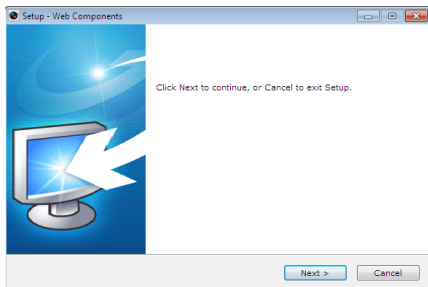 Setup - Web Components
Click Next to continue, or Cancel to exit Setup.
Next >
Cancel